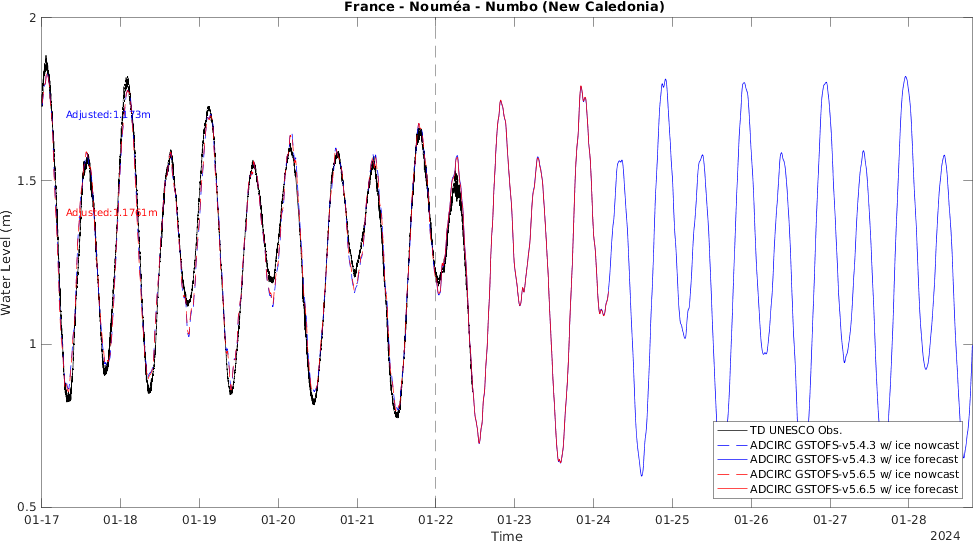 France - Nouméa - Numbo (New Caledonia)
2
1.5
1
0.5
Water Level (m)
Adjusted:1.173m
Adjusted:1.1761m
TD UNESCO Obs.
ADCIRC GSTOFS-v5.4.3 w/ ice nowcast
ADCIRC GSTOFS-v5.4.3 w/ ice forecast
ADCIRC GSTOFS-v5.6.5 w/ ice nowcast
ADCIRC GSTOFS-v5.6.5 w/ ice forecast
01-17 01-18 01-19 01-20 01-21 01-22 01-23 01-24 01-25 01-26 01-27 01-28
Time
2024